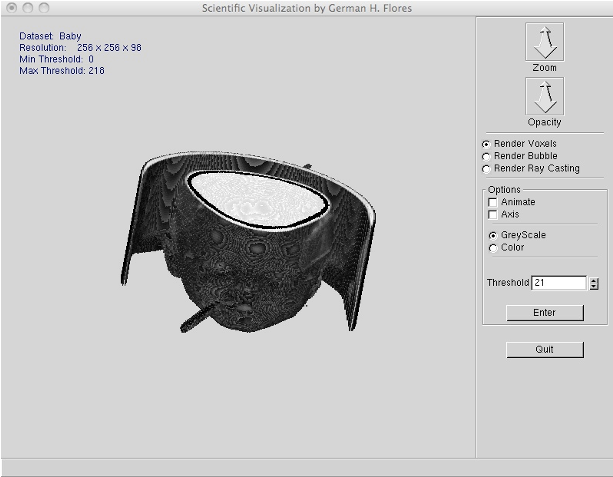 Scientific Visualization by German H. Flores
Dataset: Baby
Resolution: 256 x 256 x 98
Min Threshold: 0
Max Threshold: 218
Zoom
Opacity
Render Voxels
Render Bubble
Render Ray Casting
Options
Animate
Axis
GreyScale
Color
Threshold 21
Enter
Quit